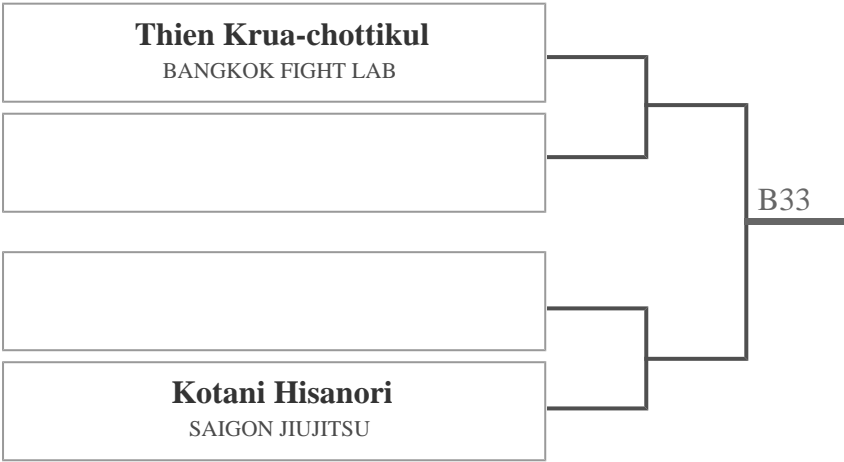 Thien Krua-chottikul
BANGKOK FIGHT LAB
B33
Kotani Hisanori
SAIGON JIUJITSU